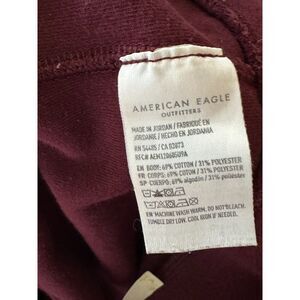 AMERICAN EAGLE
OUTFITTERS
MADE IN JORDAN / FABRIQUÉ EN
JORDANIE / HECHO EN JORDANIA
RN 54485 / CA 03073
EN BODY: 69% COTTON / 31% POLYESTER
FR CORPS: 69% COTON / 31% POLYESTER
SP CUERPO: 69% algodón / 31% POLIÉSTER
EN MACHINE WASH WARM. DO NOT BLEACH.
TUMBLE DRY LOW. COOL IRON IF NEEDED.